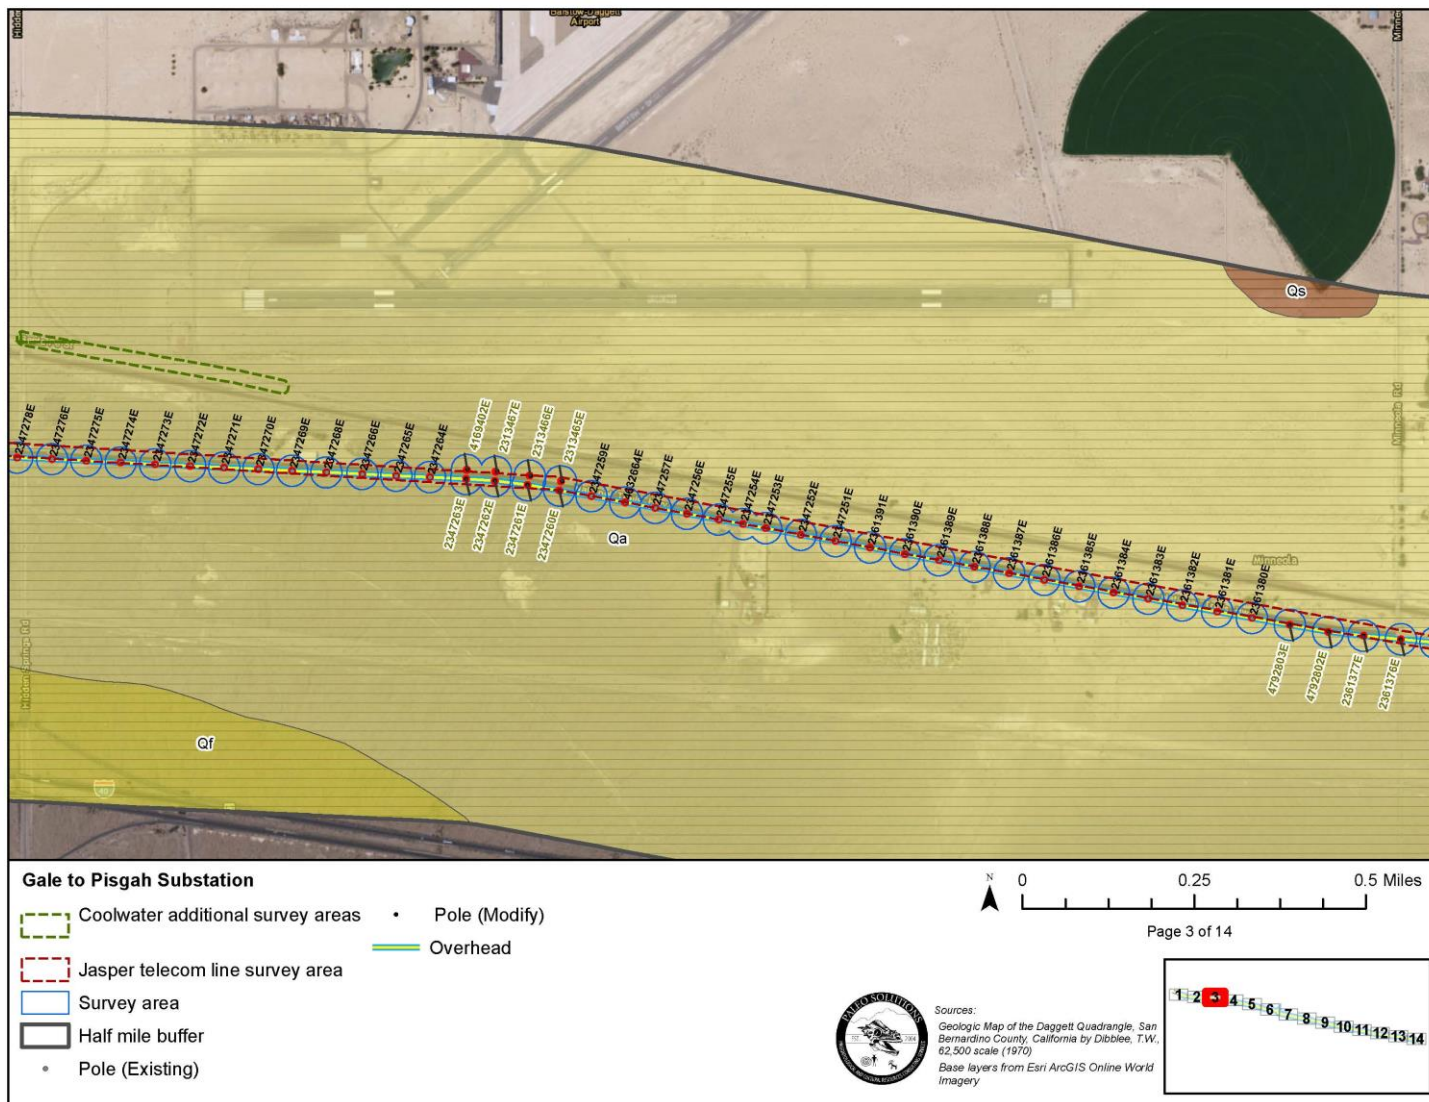 Barstow-Daggett
Airport
Qs
Minneola Rd
2347278E
2347276E
2347275E
2347274E
2347273E
2347272E
2347271E
2347270E
2347269E
2347268E
2347266E
2347265E
2347264E
4169402E
2313467E
2313466E
2313465E
2347259E
4632664E
2347257E
2347256E
2347255E
2347254E
2347253E
2347252E
2347251E
2361391E
2361390E
2361389E
2361388E
2361387E
2361386E
2361385E
2361384E
2361383E
2361382E
2361381E
2361380E
2347263E
2347262E
2347261E
2347260E
Qa
Minneola
4792803E
4792802E
2361377E
2361376E
Hidden Springs Rd
Qf
40
Gale to Pisgah Substation
Coolwater additional survey areas
Pole (Modify)
Overhead
Jasper telecom line survey area
Survey area
Half mile buffer
Pole (Existing)
N
0 0.25 0.5 Miles
Page 3 of 14
PALEO SOLUTIONS
Sources:
Geologic Map of the Daggett Quadrangle, San
Bernardino County, California by Dibblee, T.W.,
62,500 scale (1970)
Base layers from Esri ArcGIS Online World
Imagery
1 2 3 4 5 6 7 8 9 10 11 12 13 14